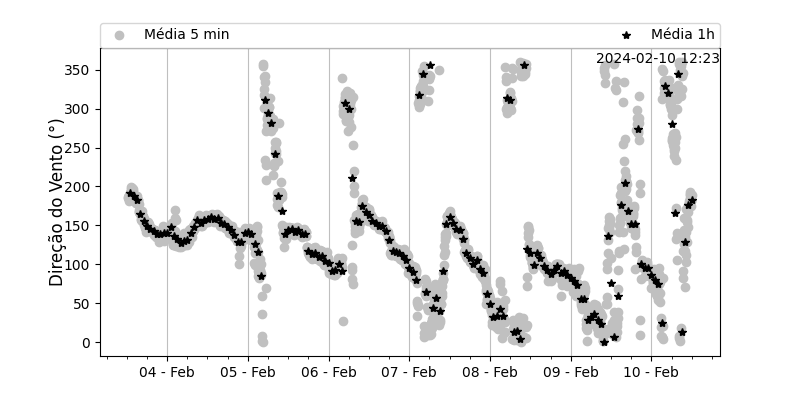 Média 5 min
Média 1h
2024-02-10 12:23
Direção do Vento (°)
350
300
250
200
150
100
50
0
04 - Feb
05 - Feb
06 - Feb
07 - Feb
08 - Feb
09 - Feb
10 - Feb